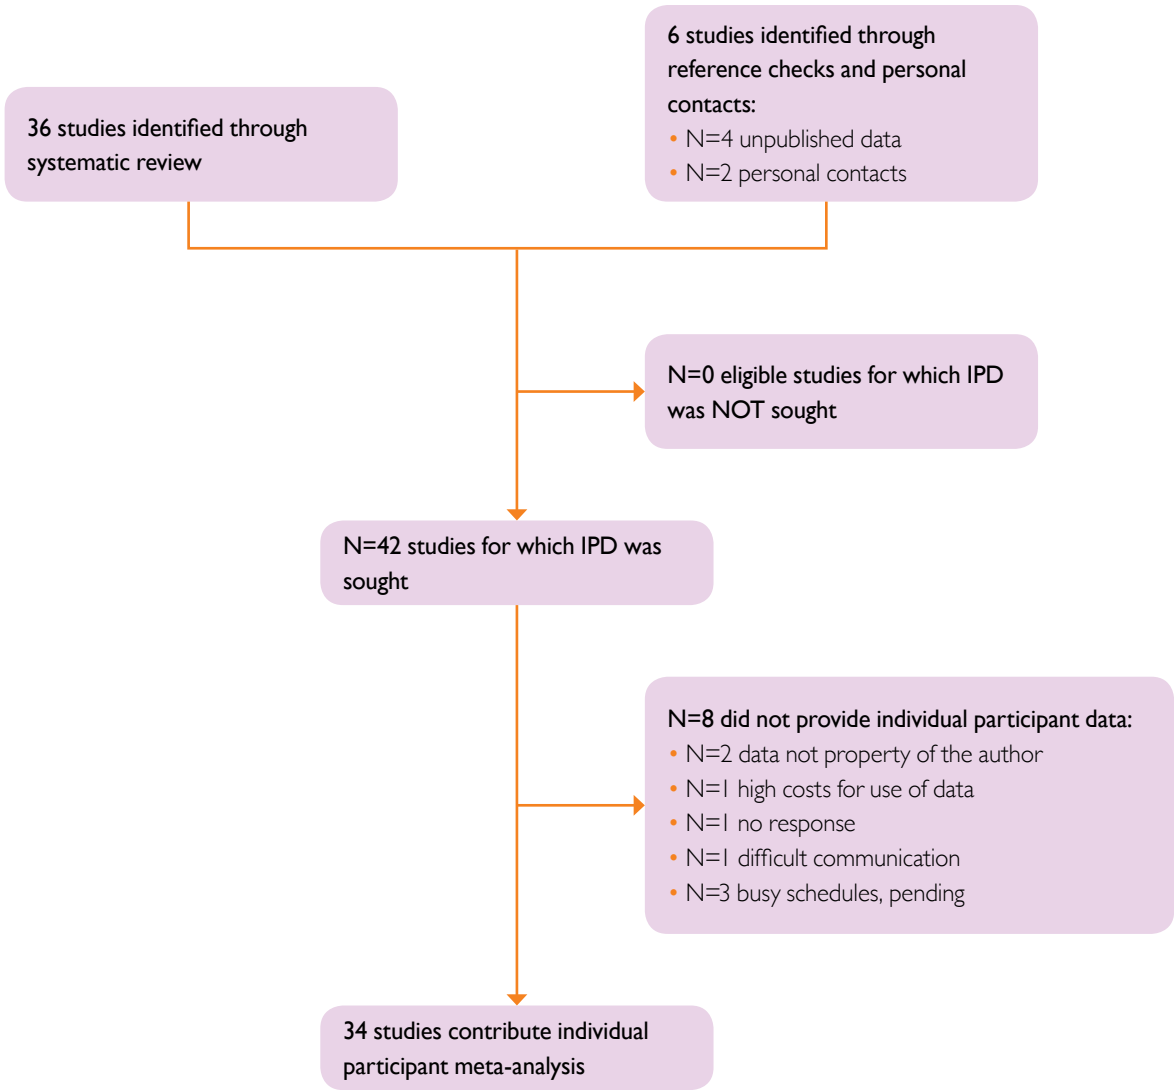 36 studies identified through
systematic review
6 studies identified through
reference checks and personal
contacts:
• N=4 unpublished data
• N=2 personal contacts
N=0 eligible studies for which IPD
was NOT sought
N=42 studies for which IPD was
sought
N=8 did not provide individual participant data:
• N=2 data not property of the author
• N=1 high costs for use of data
• N=1 no response
• N=1 difficult communication
• N=3 busy schedules, pending
34 studies contribute individual
participant meta-analysis